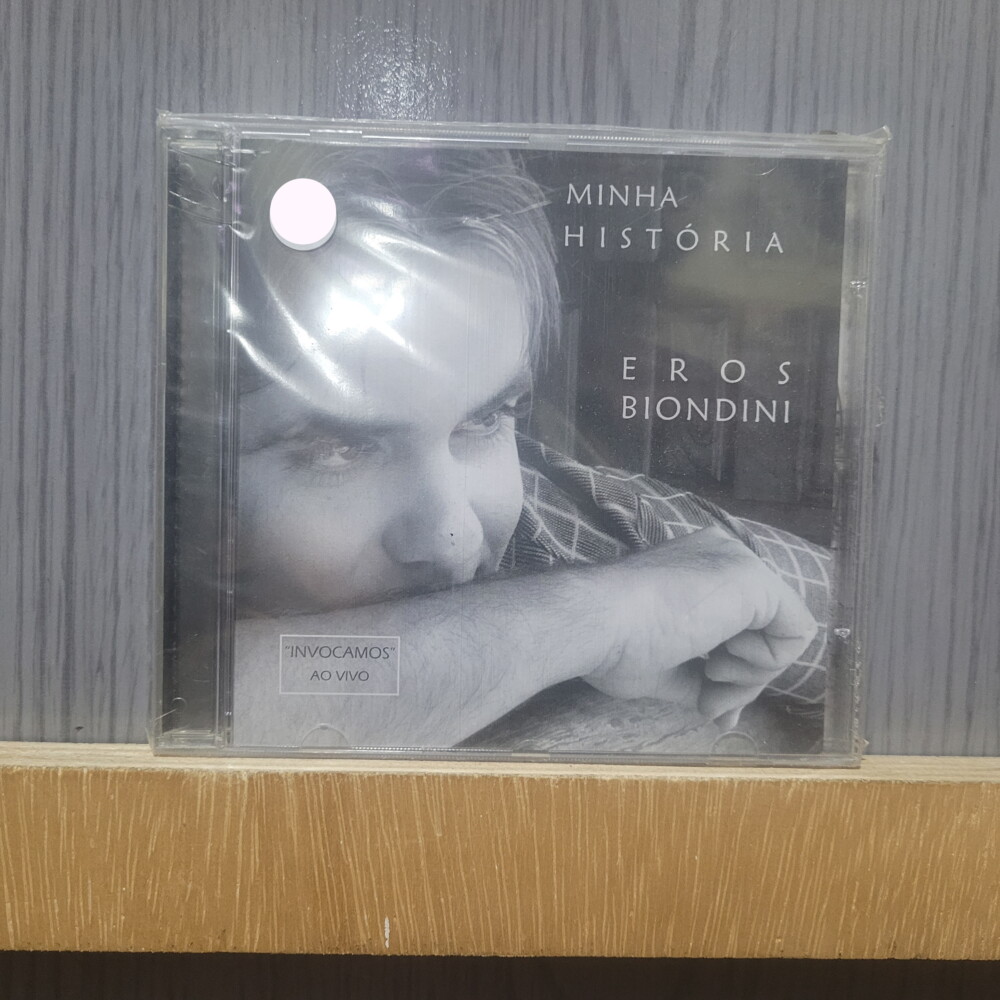 MINHA
HISTÓRIA
EROS
BIONDINI
"INVOCAMOS"
AO VIVO